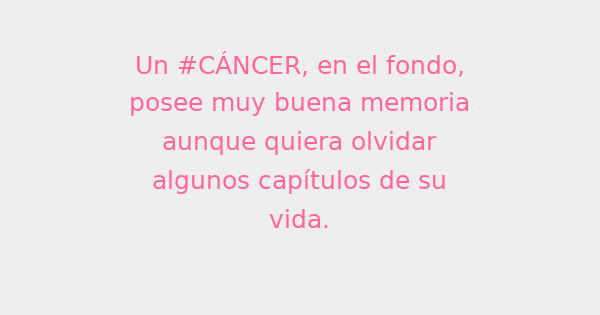 Un #CÁNCER, en el fondo,
posee muy buena memoria
aunque quiera olvidar
algunos capítulos de su
vida.